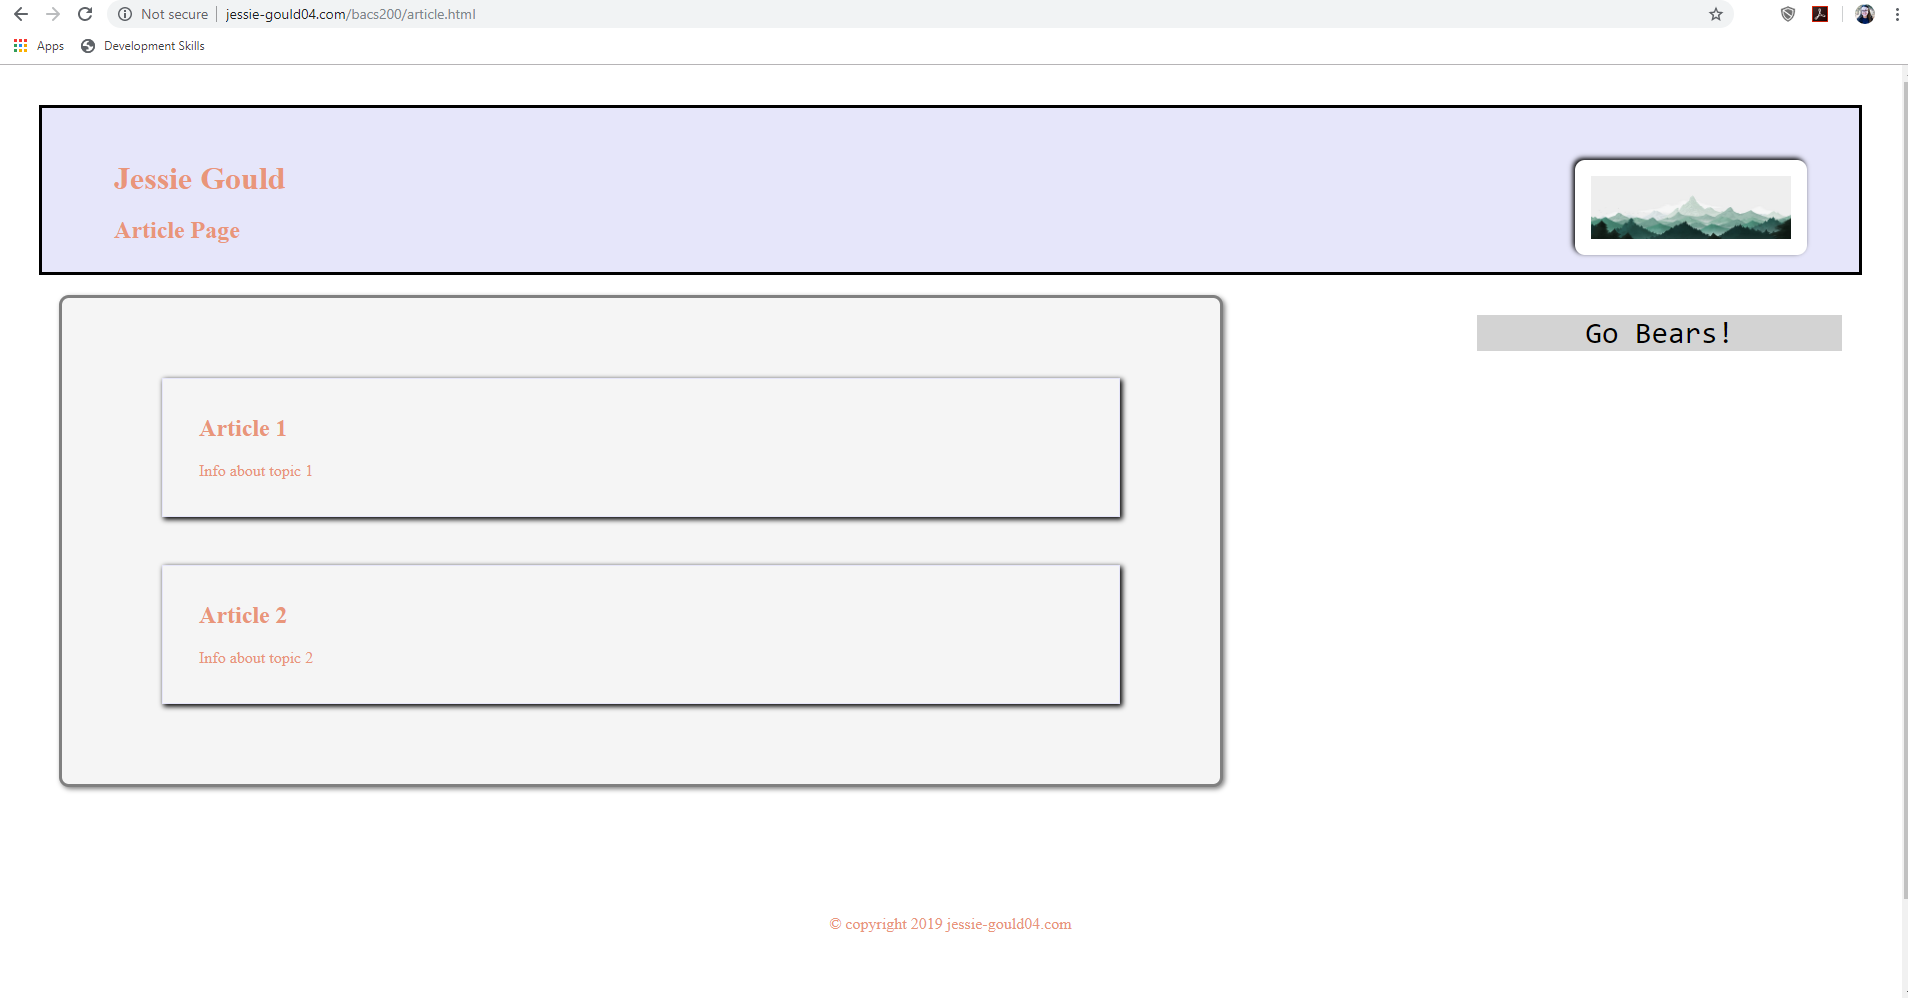 Not secure | jessie-gould04.com/bacs200/article.html
Apps Development Skills
Jessie Gould
Article Page
Go Bears!
Article 1
Info about topic 1
Article 2
Info about topic 2
© copyright 2019 jessie-gould04.com